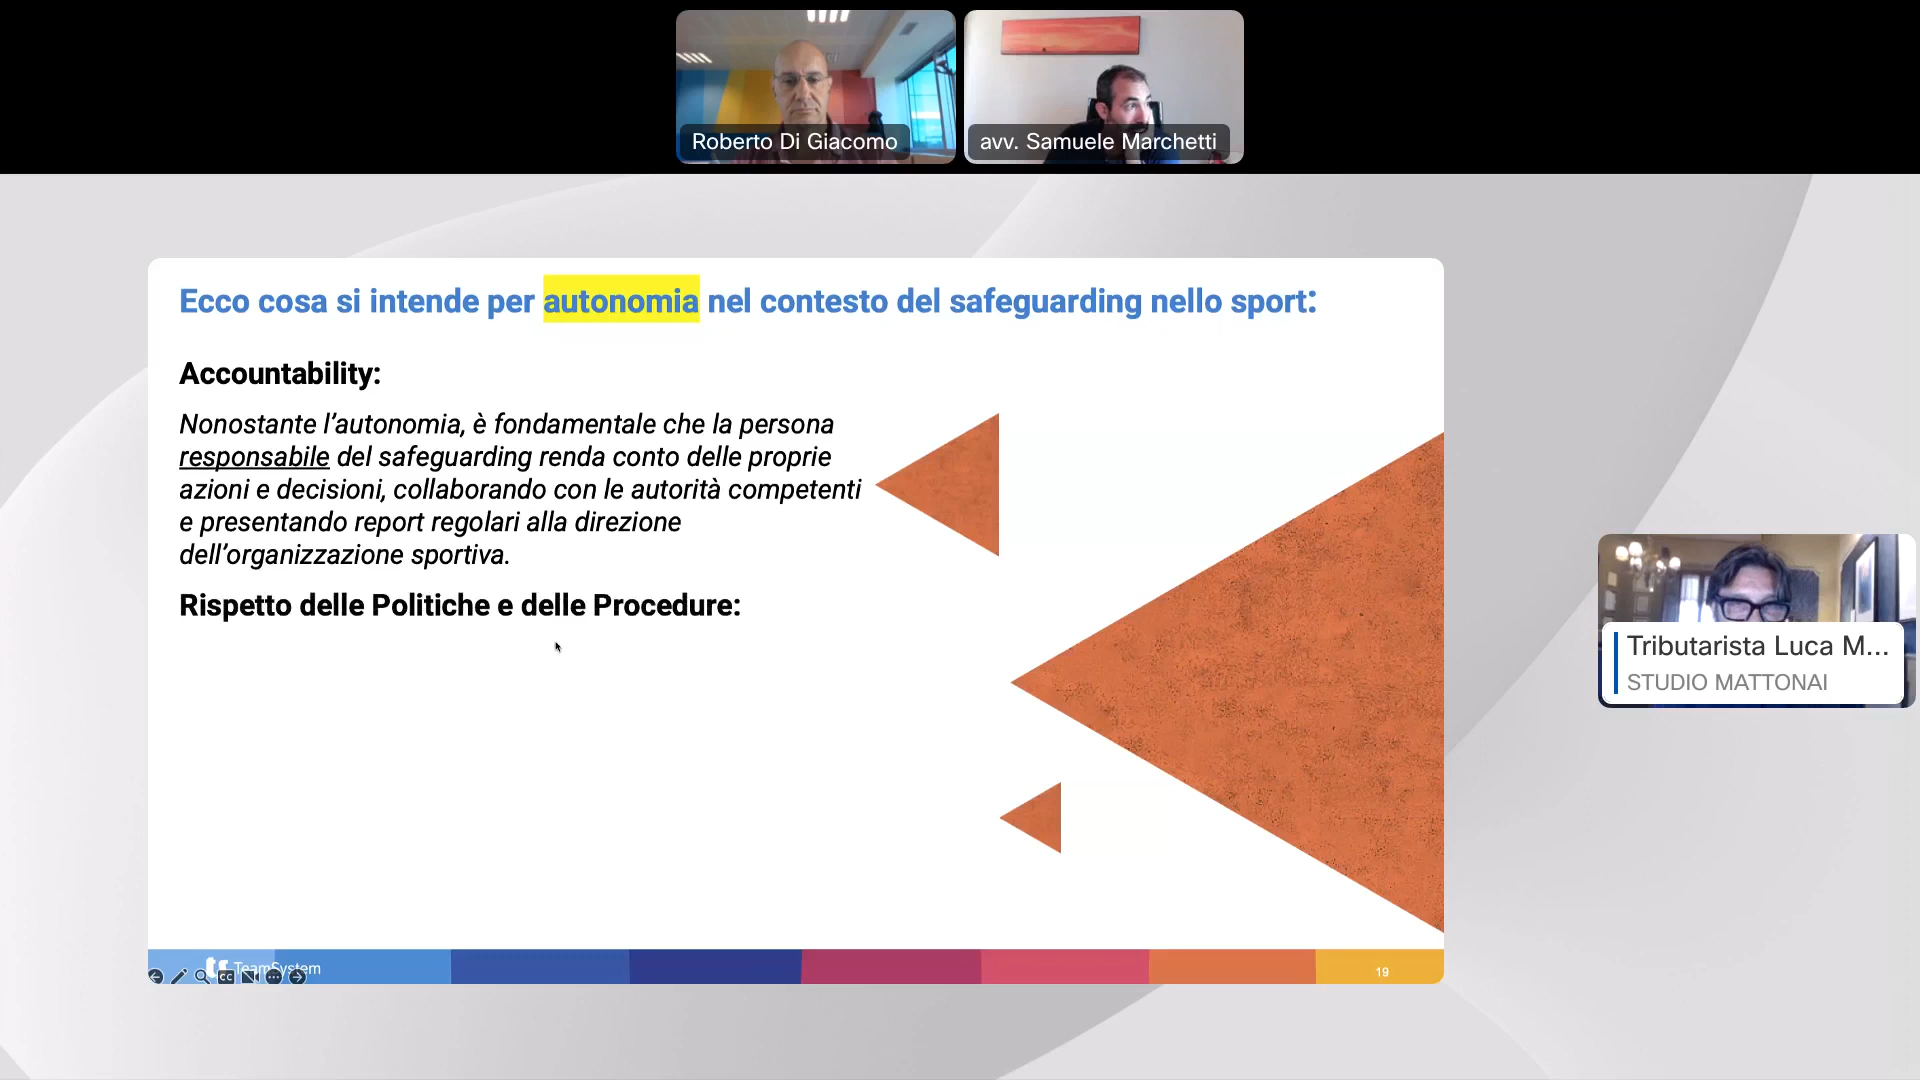 Roberto Di Giacomo
avv. Samuele Marchetti
Ecco cosa si intende per autonomia nel contesto del safeguarding nello sport:
Accountability:
Nonostante l’autonomia, è fondamentale che la persona
responsabile del safeguarding renda conto delle proprie
azioni e decisioni, collaborando con le autorità competenti
e presentando report regolari alla direzione
dell’organizzazione sportiva.
Rispetto delle Politiche e delle Procedure:
Tributarista Luca M...
STUDIO MATTONAI
TeamSystem
19